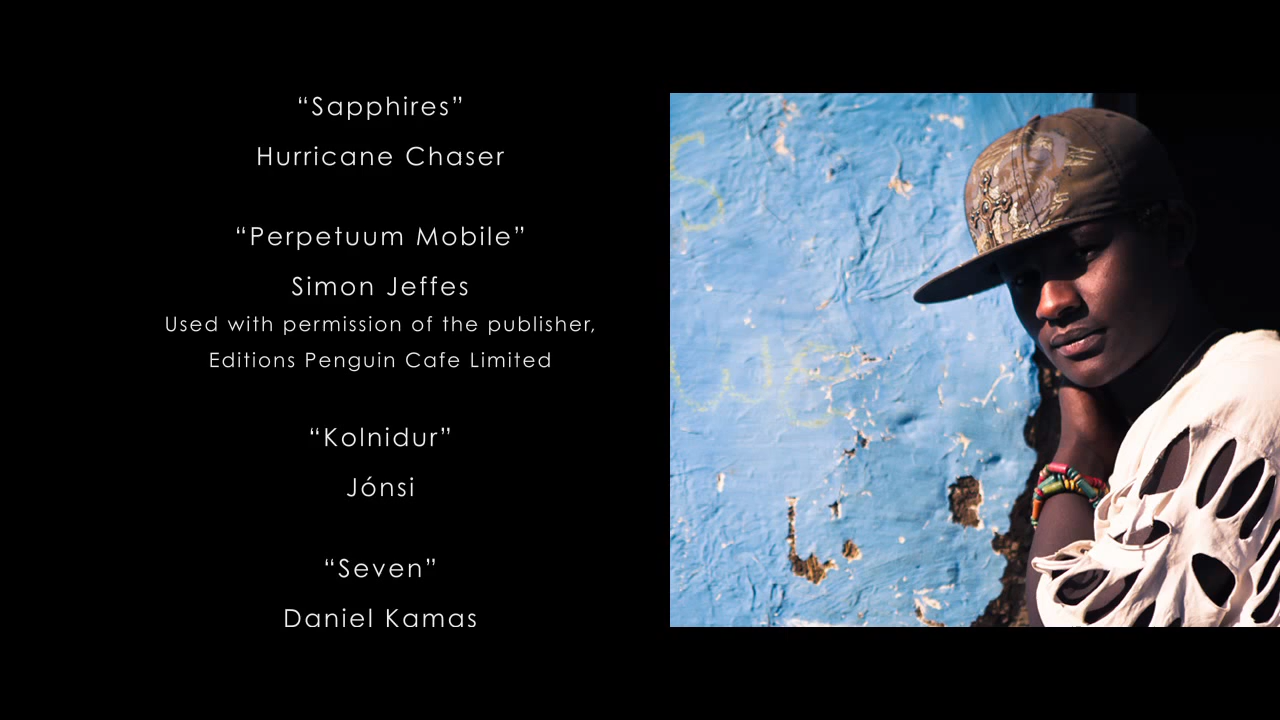 “Sapphires”
Hurricane Chaser
“Perpetuum Mobile”
Simon Jeffes
Used with permission of the publisher,
Editions Penguin Cafe Limited
“Kolnidur”
Jónsi
“Seven”
Daniel Kamas